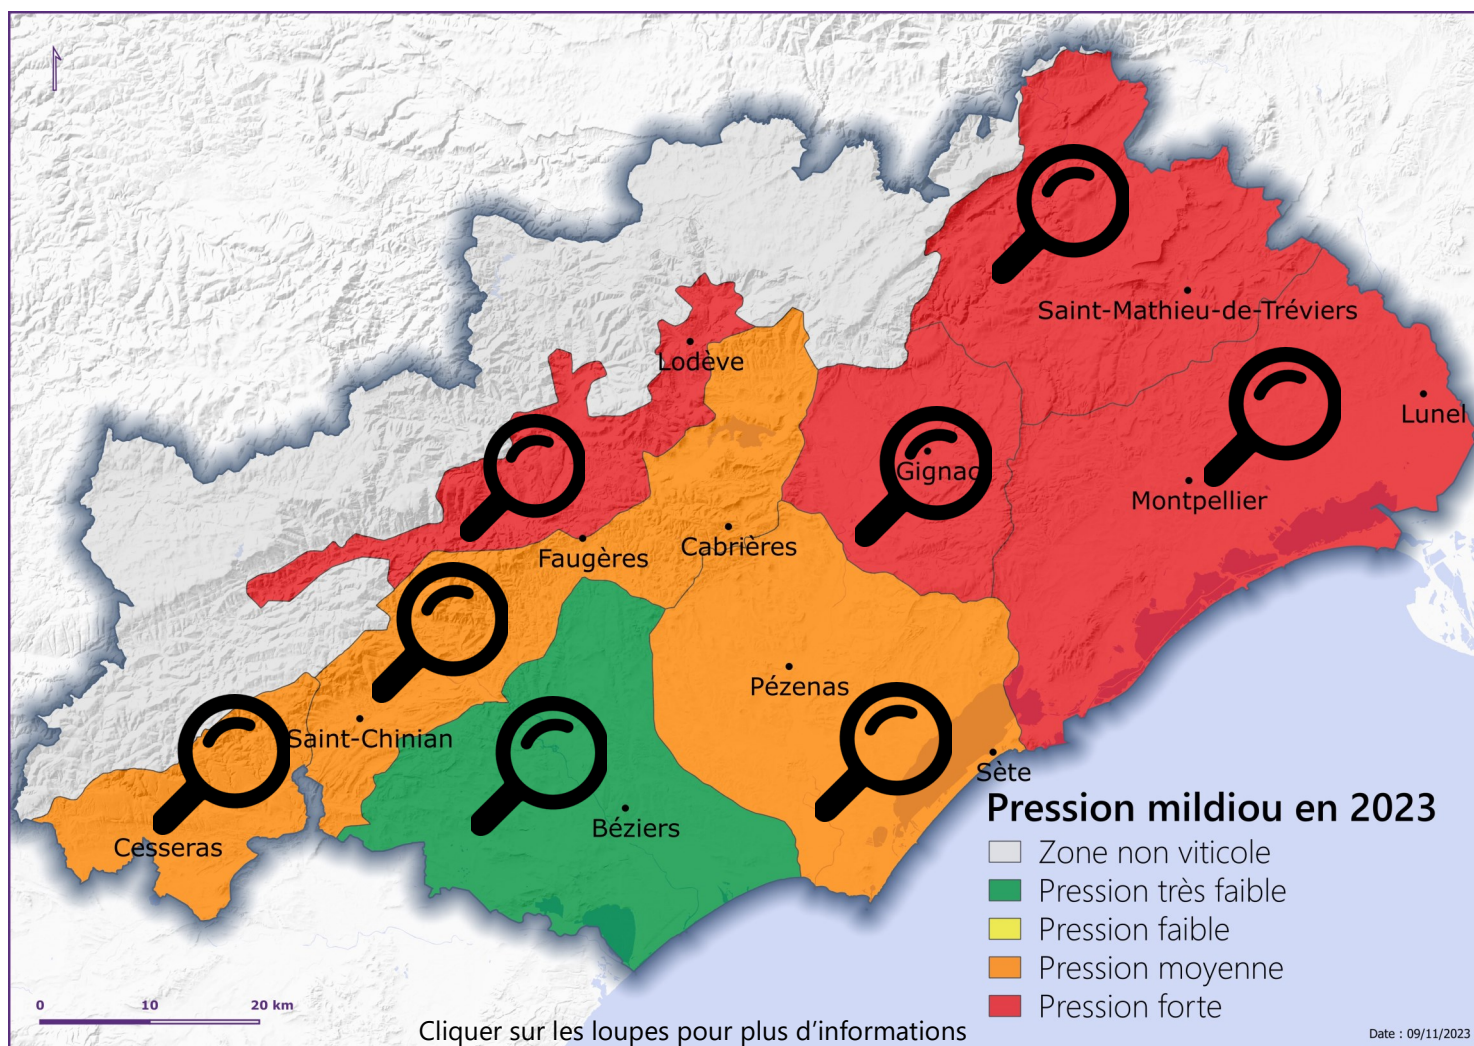 Saint-Mathieu-de-Tréviers
Lodève
Lunel
Gignac
Montpellier
Cabrières
Faugères
Pézenas
Saint-Chinian
Sète
Béziers
Cesseras
Pression mildiou en 2023
Zone non viticole
Pression très faible
Pression faible
Pression moyenne
Pression forte
0 10 20 km
Cliquer sur les loupes pour plus d’informations
Date : 09/11/2023